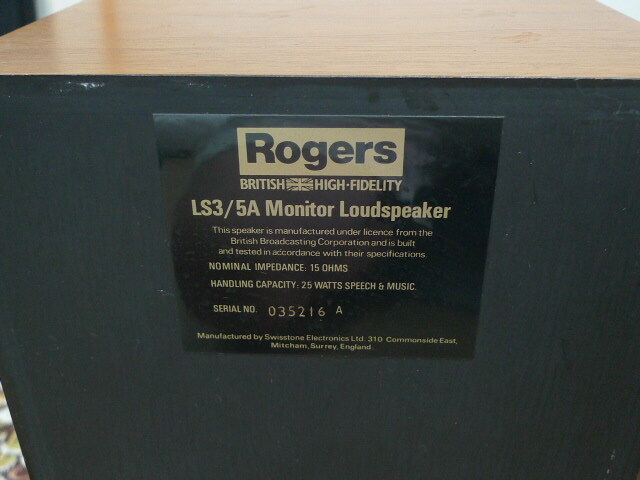 Rogers
BRITISH HIGH-FIDELITY
LS3/5A Monitor Loudspeaker
This speaker is manufactured under licence from the
British Broadcasting Corporation and is built
and tested in accordance with their specifications.
NOMINAL IMPEDANCE: 15 OHMS
HANDLING CAPACITY: 25 WATTS SPEECH & MUSIC.
SERIAL NO. 035216 A
Manufactured by Swisstone Electronics Ltd. 310 Commonside East,
Mitcham, Surrey, England.